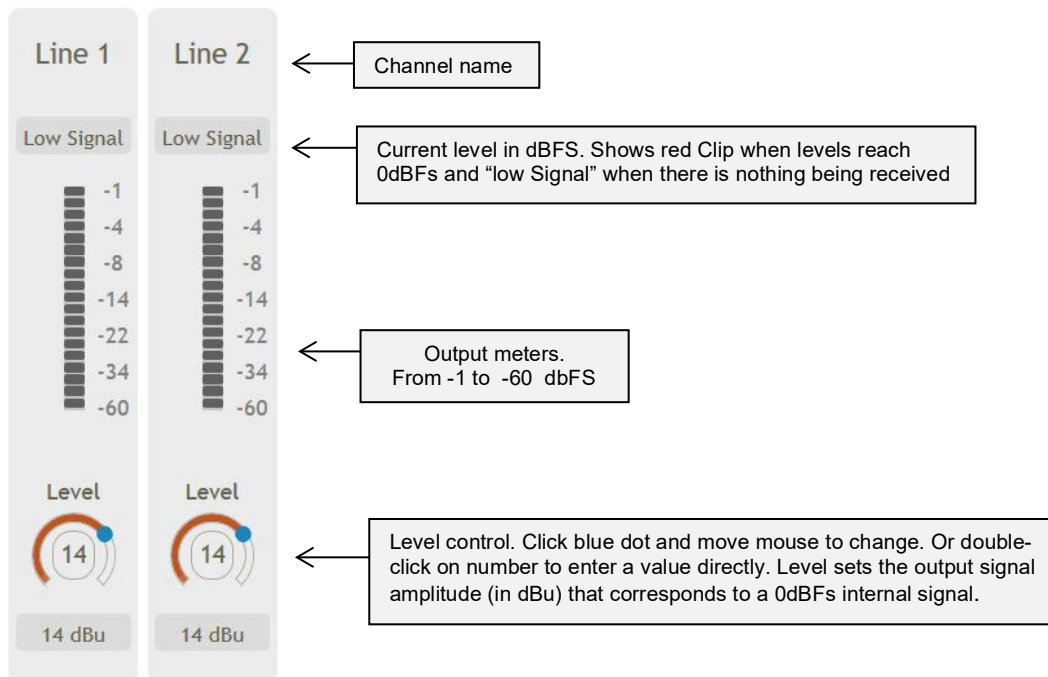 Line 1
Line 2
Channel name
Low Signal
Low Signal
Current level in dBFS. Shows red Clip when levels reach
0dBFs and “low Signal” when there is nothing being received
-1
-4
-8
-14
-22
-34
-60
-1
-4
-8
-14
-22
-34
-60
Output meters.
From -1 to -60 dbFS
Level
Level
14
14
Level control. Click blue dot and move mouse to change. Or double-
click on number to enter a value directly. Level sets the output signal
amplitude (in dBu) that corresponds to a 0dBFs internal signal.
14 dBu
14 dBu